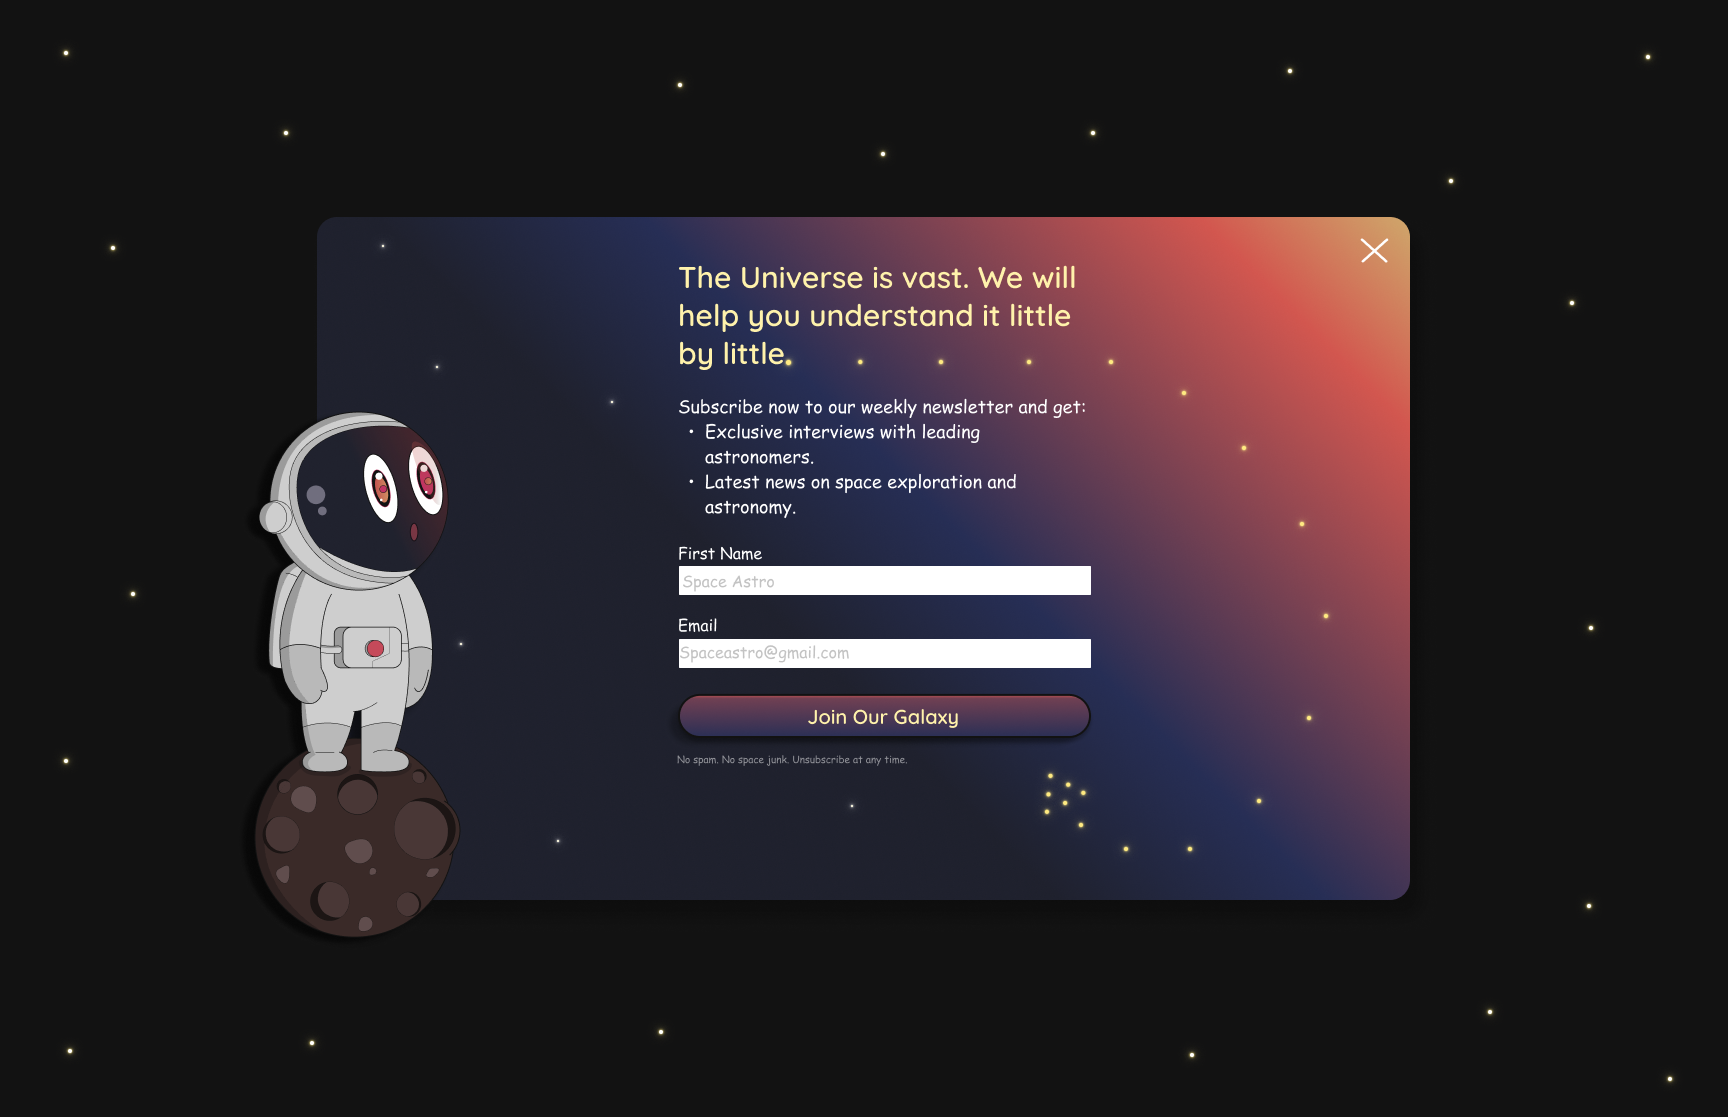 The Universe is vast. We will
help you understand it little
by little.
Subscribe now to our weekly newsletter and get:
• Exclusive interviews with leading
astronomers.
• Latest news on space exploration and
astronomy.
First Name
Space Astro
Email
Spaceastro@gmail.com
Join Our Galaxy
No spam. No space junk. Unsubscribe at any time.